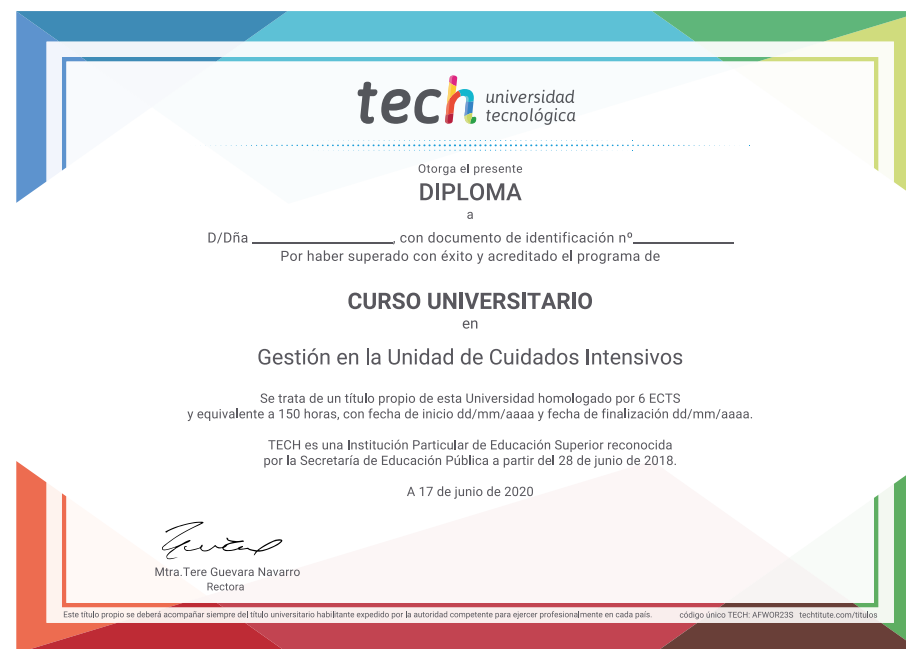 tech universidad
tecnológica
Otorga el presente
DIPLOMA
a
D/Dña ____________________, con documento de identificación nº______________
Por haber superado con éxito y acreditado el programa de
CURSO UNIVERSITARIO
en
Gestión en la Unidad de Cuidados Intensivos
Se trata de un título propio de esta Universidad homologado por 6 ECTS
y equivalente a 150 horas, con fecha de inicio dd/mm/aaaa y fecha de finalización dd/mm/aaaa.
TECH es una Institución Particular de Educación Superior reconocida
por la Secretaría de Educación Pública a partir del 28 de junio de 2018.
A 17 de junio de 2020
Mtra.Tere Guevara Navarro
Rectora
Este título propio se deberá acompañar siempre del título universitario habilitante expedido por la autoridad competente para ejercer profesionalmente en cada país. código único TECH: AFWOR23S techtitute.com/titulos